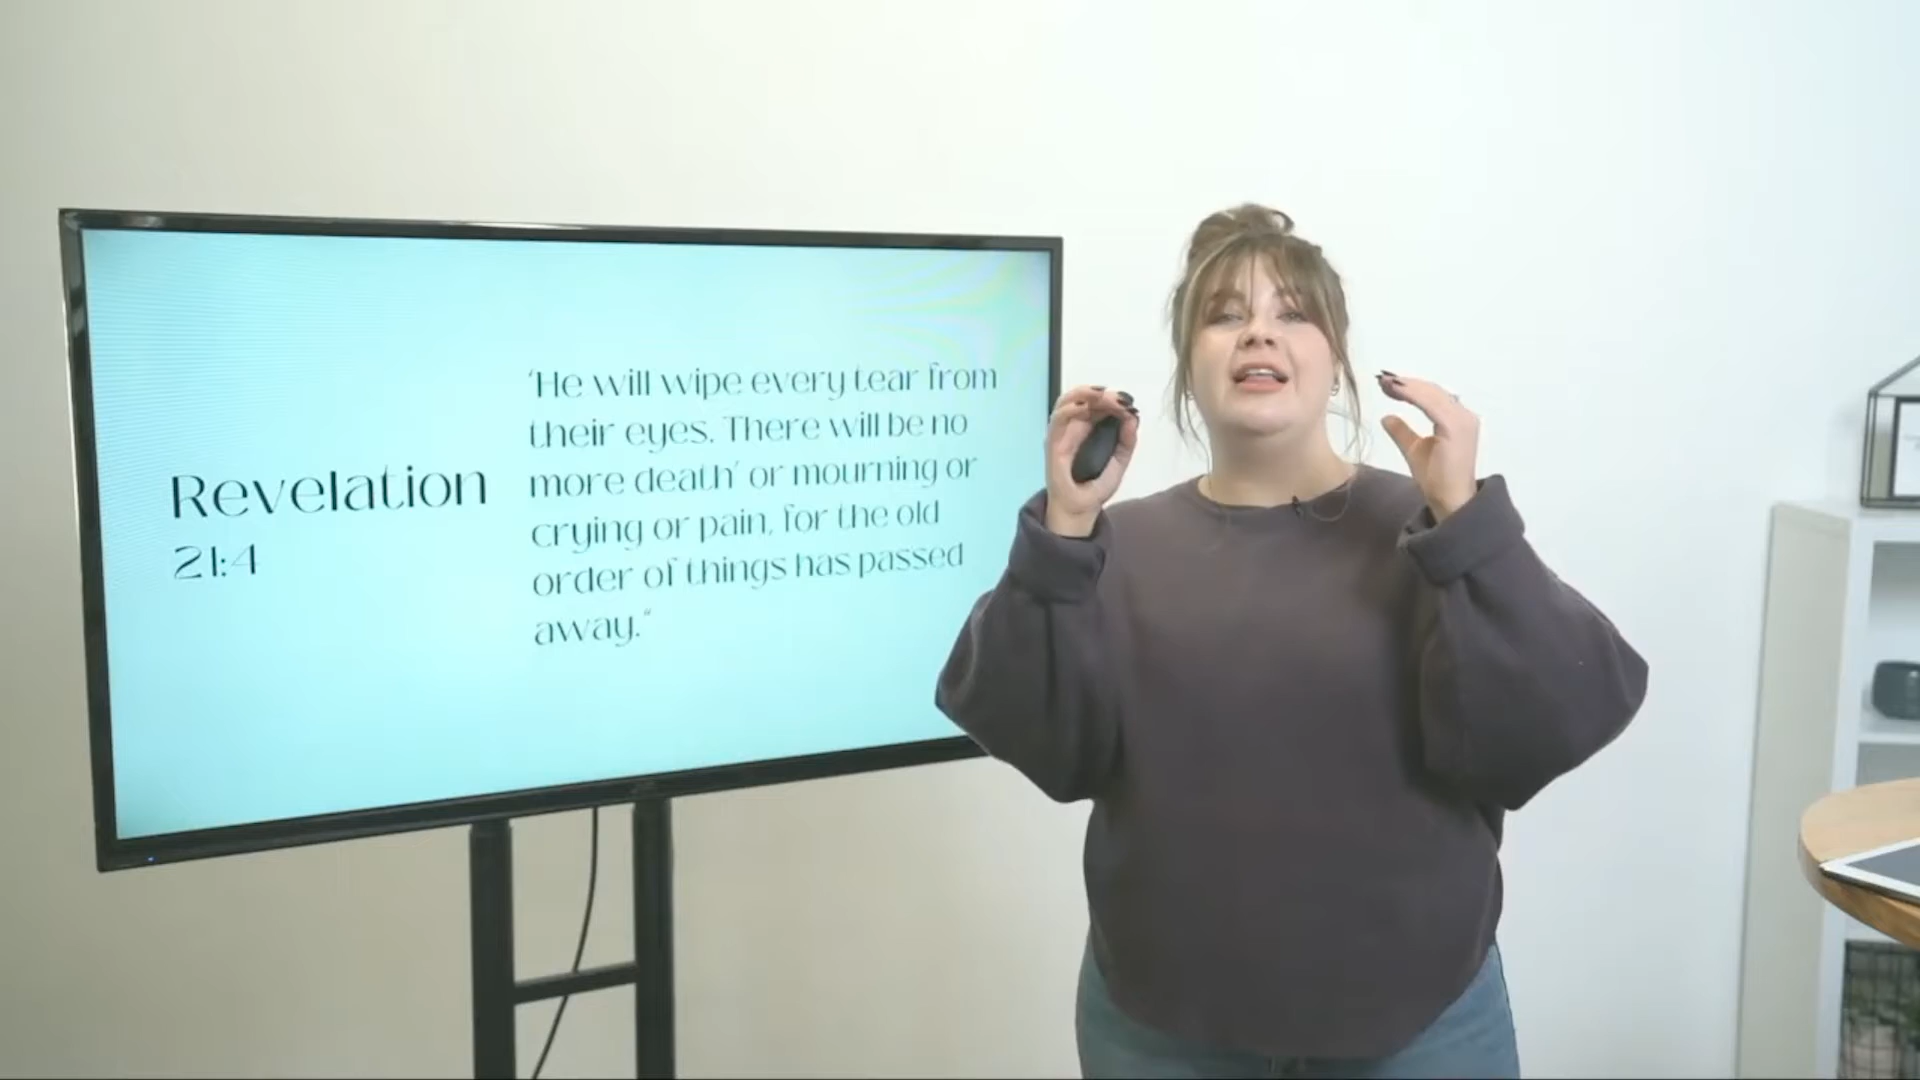 Revelation
21:4
‘He will wipe every tear from
their eyes. There will be no
more death’ or mourning or
crying or pain, for the old
order of things has passed
away.“